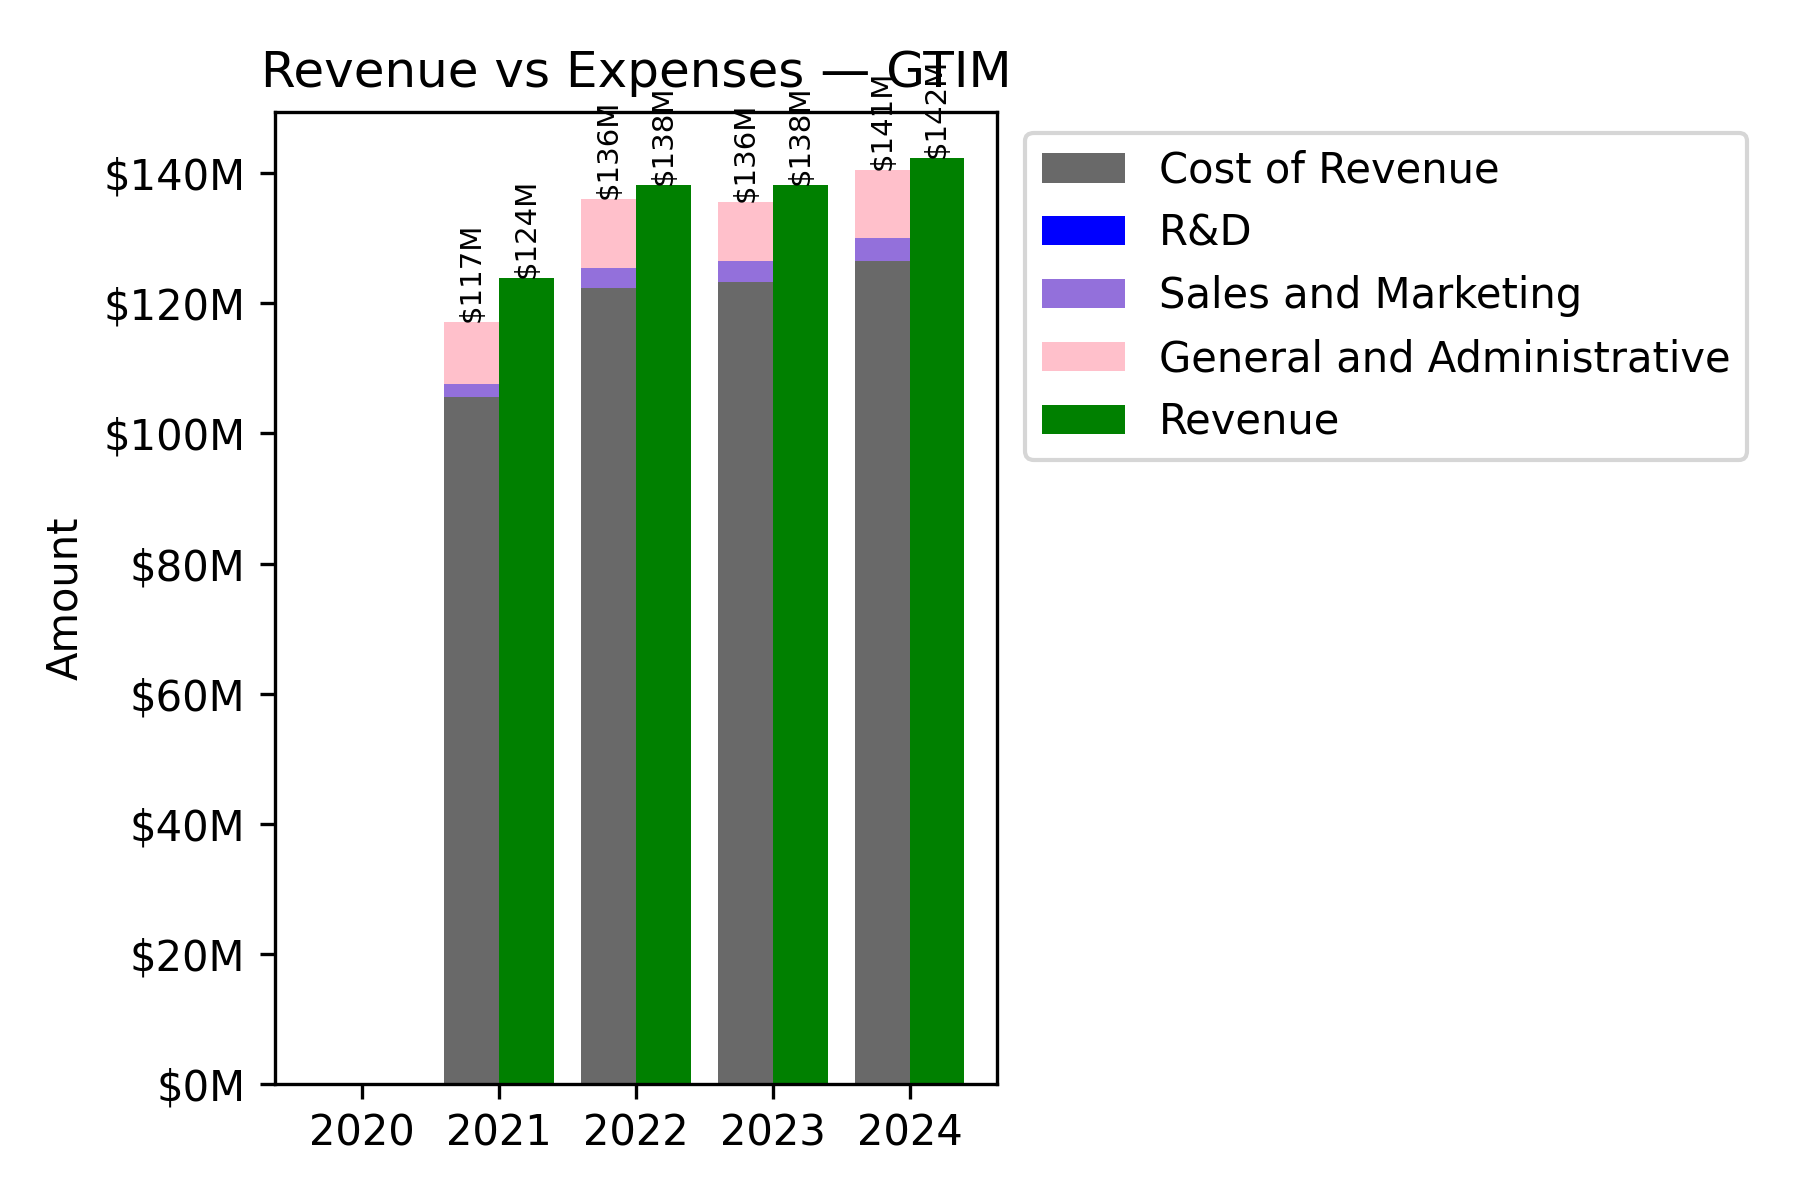 Revenue vs Expenses — GTIM
$140M
$120M
$100M
$80M
$60M
$40M
$20M
$0M
Amount
$117M
$124M
$136M
$138M
$136M
$138M
$141M
$142M
2020
2021
2022
2023
2024
Cost of Revenue
R&D
Sales and Marketing
General and Administrative
Revenue